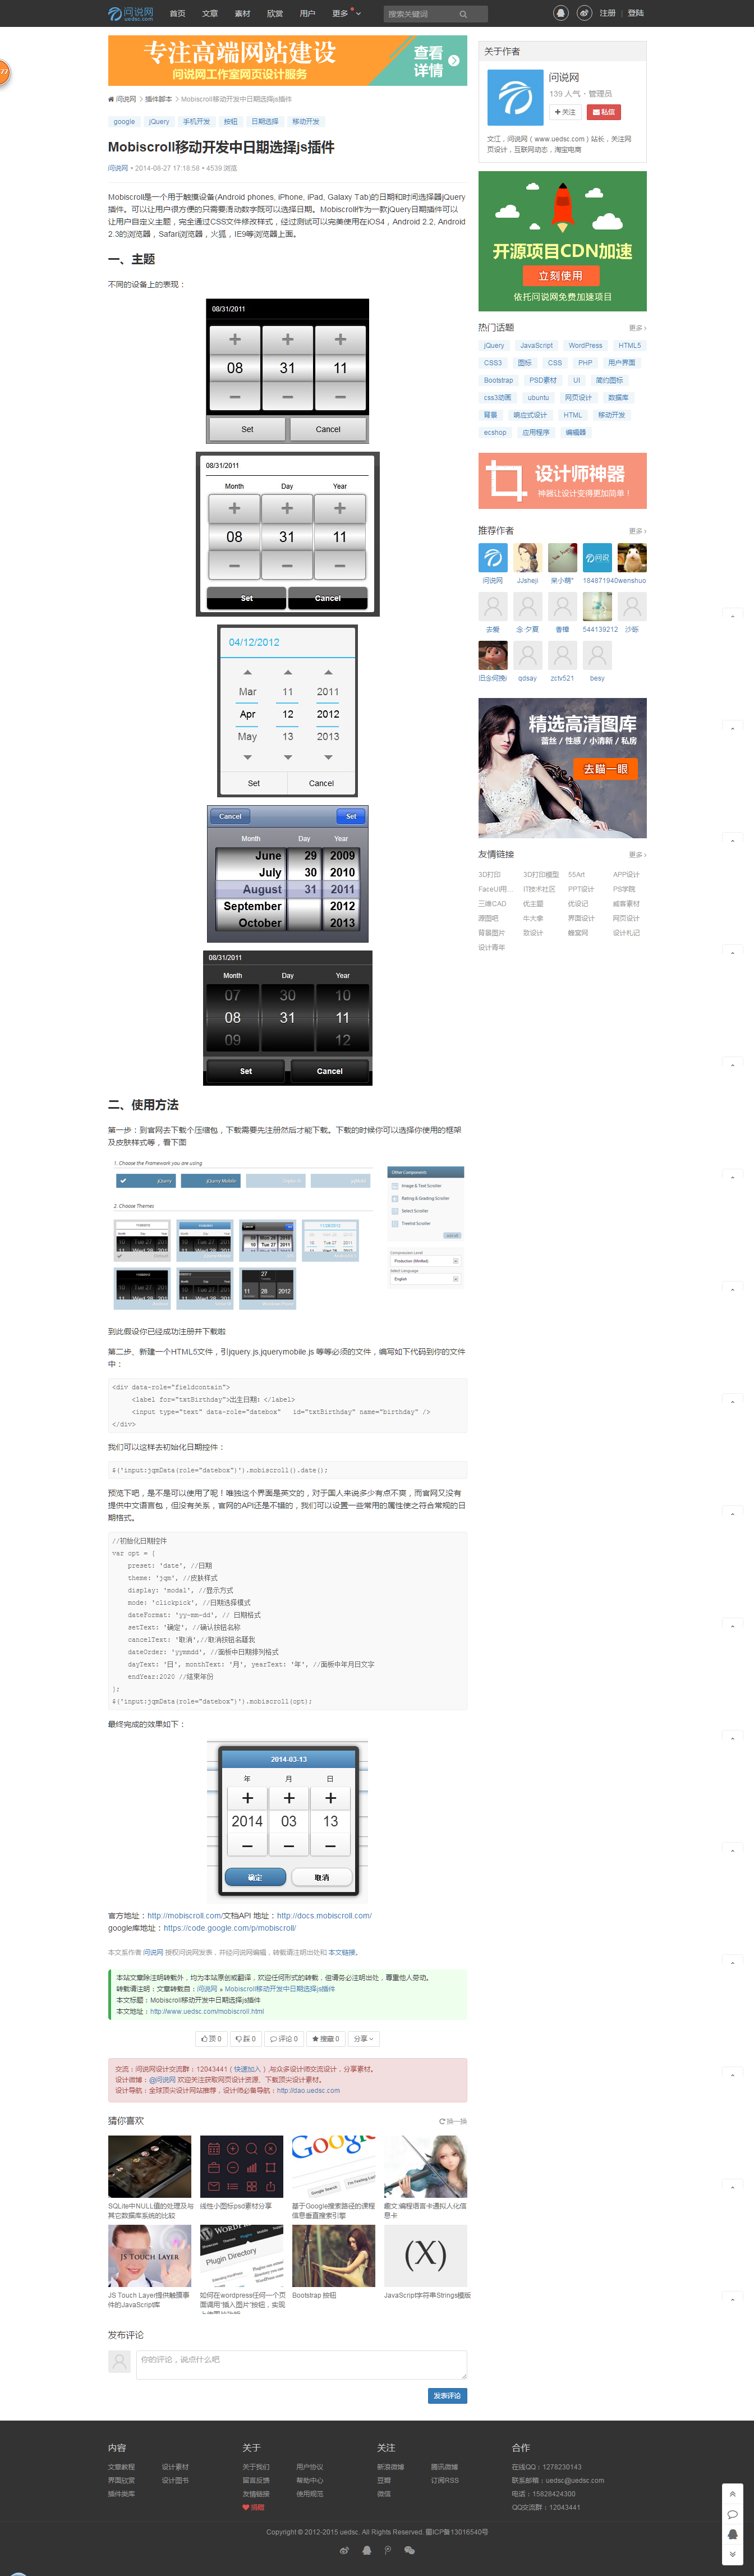 问说网 uedsc.com 首页 文章 素材 欣赏 用户 更多 搜索关键词 注册 | 登陆
专注高端网站建设
问说网工作室网页设计服务
查看详情
问说网 > 插件脚本 > Mobiscroll移动开发中日期选择js插件
google jQuery 手机开发 按钮 日期选择 移动开发
Mobiscroll移动开发中日期选择js插件
问说网 • 2014-08-27 17:18:58 • 4539 浏览
Mobiscroll是一个用于触摸设备(Android phones, iPhone, iPad, Galaxy Tab)的日期和时间选择器jQuery
插件。可以让用户很方便的只需要滑动数字既可以选择日期。Mobiscroll作为一款jQuery日期插件可以
让用户自定义主题，完全通过CSS文件修改样式，经过测试可以完美使用在iOS4，Android 2.2, Android
2.3的浏览器，Safari浏览器，火狐，IE9等浏览器上面。
一、主题
不同的设备上的表现：
08/31/2011
08 31 11
Set Cancel
08/31/2011
Month Day Year
08 31 11
Set Cancel
04/12/2012
Mar 11 2011
Apr 12 2012
May 13 2013
Set Cancel
Cancel Set
Month Day Year
June 29 2009
July 30 2010
August 31 2011
September 2012
October 2013
08/31/2011
Month Day Year
07 30 10
08 31 11
09 12
Set Cancel
二、使用方法
第一步：到官网去下载个压缩包，下载需要先注册然后才能下载。下载的时候你可以选择你使用的框架
及皮肤样式等，看下面
1. Choose the Framework you are using
jQuery jQuery Mobile
2. Choose Themes
Other Components
Image & Text Scroller
Rating & Grading Scroller
Select Scroller
Treelist Scroller
Compression Level
Production (Minified)
Select Language
English
到此假设你已经成功注册并下载啦
第二步、新建一个HTML5文件，引jquery.js,jquerymobile.js 等等必须的文件，编写如下代码到你的文件
中：
<div data-role="fieldcontain">
<label for="txtBirthday">出生日期：</label>
<input type="text" data-role="datebox" id="txtBirthday" name="birthday" />
</div>
我们可以这样去初始化日期控件：
$('input:jqmData(role="datebox")').mobiscroll().date();
预览下吧，是不是可以使用了呢！唯独这个界面是英文的，对于国人来说多少有点不爽，而官网又没有
提供中文语言包，但没有关系，官网的API还是不错的，我们可以设置一些常用的属性使之符合常规的日
期格式。
//初始化日期控件
var opt = {
preset: 'date', //日期
theme: 'jqm', //皮肤样式
display: 'modal', //显示方式
mode: 'clickpick', //日期选择模式
dateFormat: 'yy-mm-dd', // 日期格式
setText: '确定', //确认按钮名称
cancelText: '取消',//取消按钮名籍我
dateOrder: 'yymmdd', //面板中日期排列格式
dayText: '日', monthText: '月', yearText: '年', //面板中年月日文字
endYear:2020 //结束年份
};
$('input:jqmData(role="datebox")').mobiscroll(opt);
最终完成的效果如下：
2014-03-13
年 月 日
2014 03 13
确定 取消
官方地址：http://mobiscroll.com/文档API 地址：http://docs.mobiscroll.com/
google库地址：https://code.google.com/p/mobiscroll/
本文系作者 问说网 授权问说网发表，并经问说网编辑，转载请注明出处和 本文链接。
本站文章除注明转载外，均为本站原创或翻译，欢迎任何形式的转载，但请务必注明出处，尊重他人劳动。
转载请注明：文章转载自：问说网 » Mobiscroll移动开发中日期选择js插件
本文标题：Mobiscroll移动开发中日期选择js插件
本文地址：http://www.uedsc.com/mobiscroll.html
顶 0 踩 0 评论 0 搜藏 0 分享
交流：问说网设计交流群：12043441（快速加入）,与众多设计师交流设计，分享素材。
设计微博：@问说网 欢迎关注获取网页设计资源、下载顶尖设计素材。
设计导航：全球顶尖设计网站推荐，设计师必备导航：http://dao.uedsc.com
猜你喜欢 换一换
SQLite中NULL值的处理及与其它数据库系统的比较
线性小图标psd素材分享
基于Google搜索路径的课程信息垂直搜索引擎
趣文:编程语言卡通拟人化信息卡
JS Touch Layer提供触摸事件的JavaScript库
如何在wordpress任何一个页面调用"插入图片"按钮，实现
Bootstrap 按钮
JavaScript字符串Strings模板
发布评论
你的评论，说点什么吧
发表评论
关于作者
问说网
139 人气 · 管理员
+ 关注 私信
文江，问说网（www.uedsc.com）站长，关注网
页设计，互联网动态，淘宝电商
开源项目CDN加速
立刻使用
依托问说网免费加速项目
热门话题 更多
jQuery JavaScript WordPress HTML5
CSS3 图标 CSS PHP 用户界面
Bootstrap PSD素材 UI 简约图标
css3动画 ubuntu 网页设计 数据库
背景 响应式设计 HTML 移动开发
ecshop 应用程序 编辑器
设计师神器
神器让设计变得更加简单！
推荐作者 更多
问说网 JJsheji 呆小萌* 184871940 wenshuo
去爱 念·夕夏 香樟 544139212 沙砾
旧念何挽i qdsay zctv521 besy
精选高清图库
蕾丝 / 性感 / 小清新 / 私房
去瞄一眼
友情链接 更多
3D打印 3D打印模型 55Art APP设计
FaceUI用... IT技术社区 PPT设计 PS学院
三维CAD 优主题 优设记 威客素材
源图吧 牛大拿 界面设计 网页设计
背景图片 敦设计 蜂窝网 设计札记
设计青年
内容 关于 关注 合作
文章教程 设计素材 关于我们 用户协议 新浪微博 腾讯微博 在线QQ：1278230143
界面欣赏 设计图书 留言反馈 帮助中心 豆瓣 订阅RSS 联系邮箱：uedsc@uedsc.com
插件类库 友情链接 使用规范 微信 电话：15828424300
捐赠 QQ交流群：12043441
Copyright © 2012-2015 uedsc. All Rights Reserved. 蜀ICP备13016540号